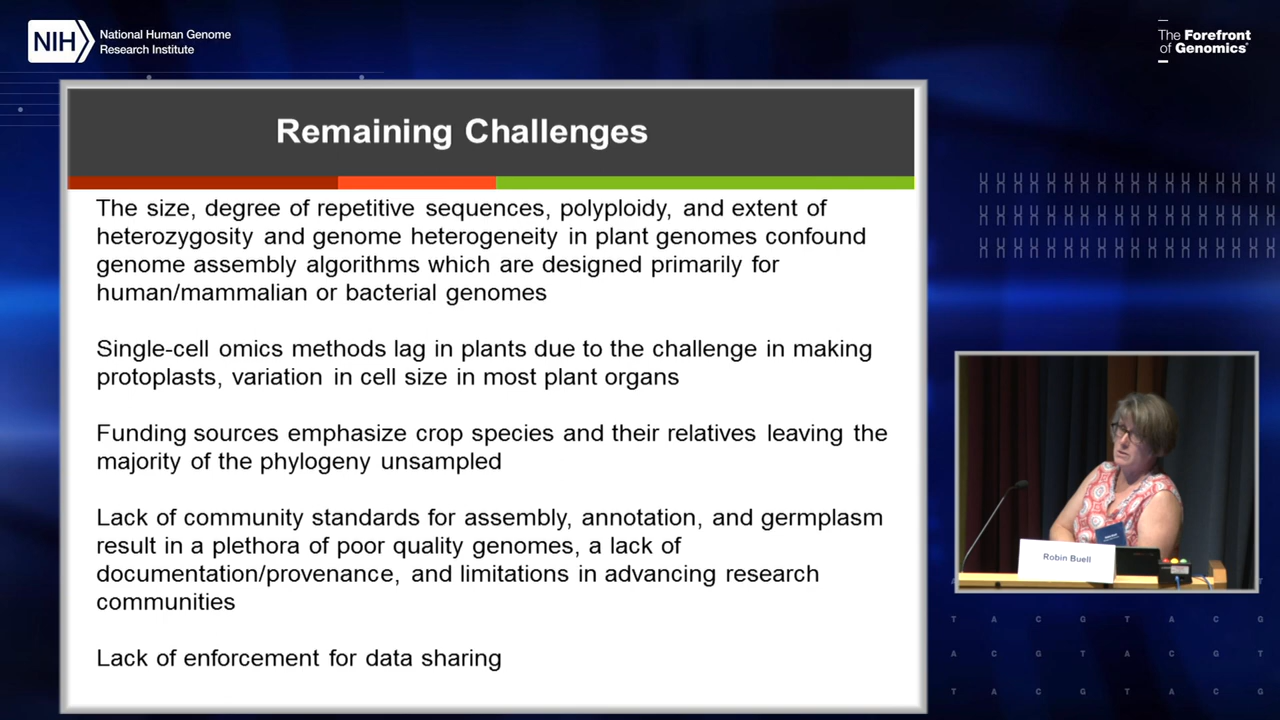 NIH
National Human Genome
Research Institute
The Forefront
of Genomics®
Remaining Challenges
The size, degree of repetitive sequences, polyploidy, and extent of
heterozygosity and genome heterogeneity in plant genomes confound
genome assembly algorithms which are designed primarily for
human/mammalian or bacterial genomes
Single-cell omics methods lag in plants due to the challenge in making
protoplasts, variation in cell size in most plant organs
Funding sources emphasize crop species and their relatives leaving the
majority of the phylogeny unsampled
Lack of community standards for assembly, annotation, and germplasm
result in a plethora of poor quality genomes, a lack of
documentation/provenance, and limitations in advancing research
communities
Lack of enforcement for data sharing
Robin Buell
T A C G T A C G
A C G T A C G T
T A C G T A C G